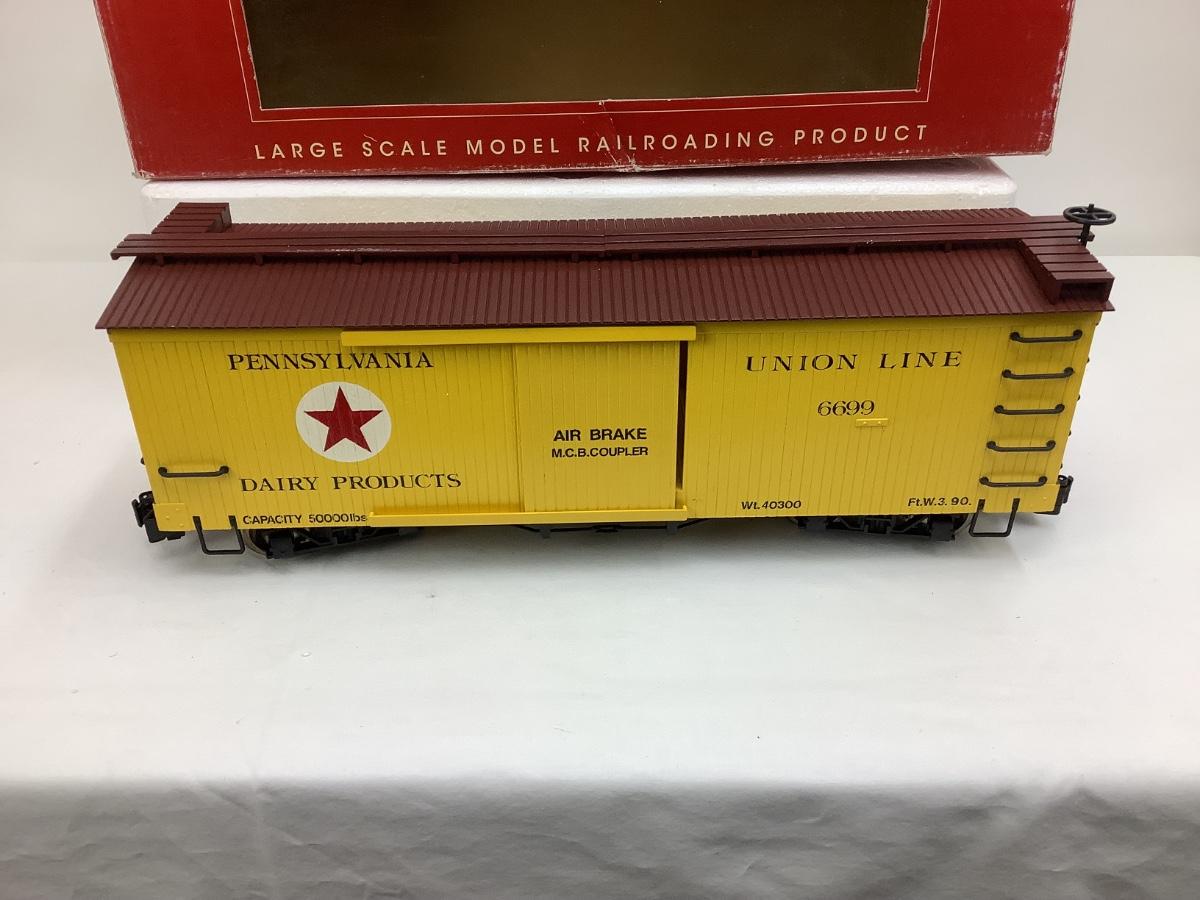 LARGE SCALE MODEL RAILROADING PRODUCT
PENNSYLVANIA
DAIRY PRODUCTS
CAPACITY 50000lbs
AIR BRAKE
M.C.B.COUPLER
UNION LINE
6699
Wt.40300
Ft.W.3.90.